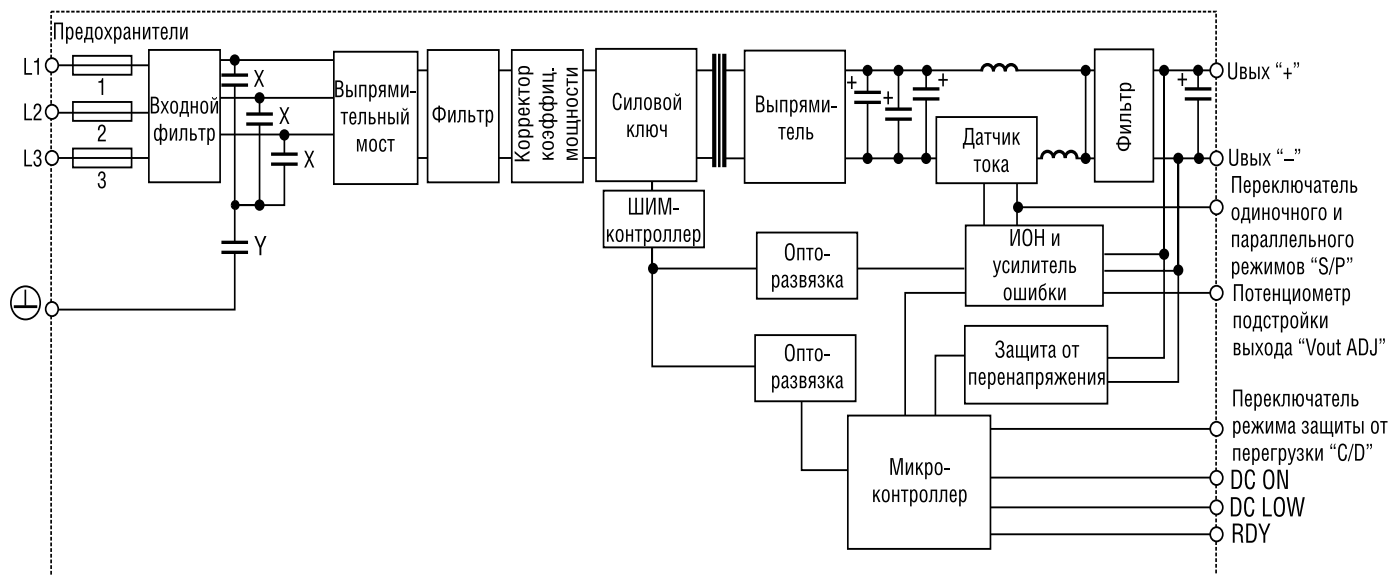 Предохранители
L1
1
L2
2
L3
3
Входной
фильтр
X
X
X
Y
Выпрями-
тельный
мост
Фильтр
Корректор
коэффиц.
мощности
Силовой
ключ
ШИМ-
контроллер
Выпрями-
тель
+
+
+
Датчик
тока
Фильтр
+
Uвых “+”
Uвых “–”
Переключатель
одиночного и
параллельного
режимов “S/P”
Опто-
развязка
ИОН и
усилитель
ошибки
Потенциометр
подстройки
выхода “Vout ADJ”
Опто-
развязка
Защита от
перенапряжения
Переключатель
режима защиты от
перегрузки “C/D”
Микро-
контроллер
DC ON
DC LOW
RDY